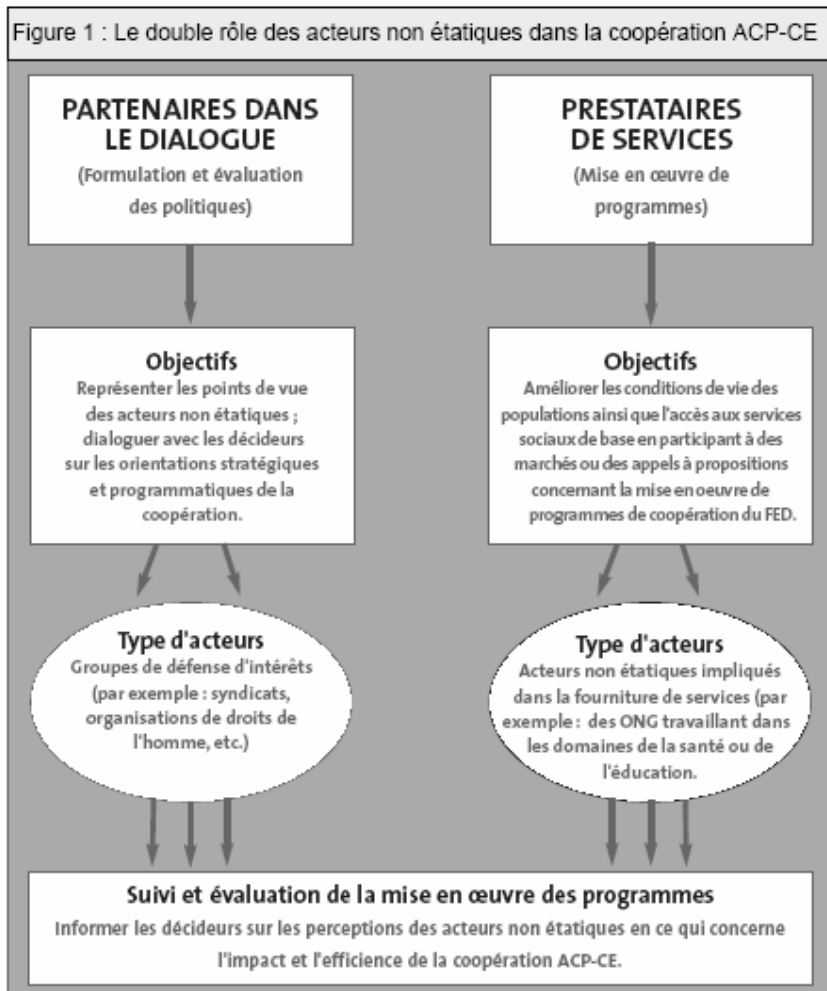 Figure 1 : Le double rôle des acteurs non étatiques dans la coopération ACP-CE
PARTENAIRES DANS
LE DIALOGUE
(Formulation et évaluation
des politiques)
Objectifs
Représenter les points de vue
des acteurs non étatiques ;
dialoguer avec les décideurs
sur les orientations stratégiques
et programmatiques de la
coopération.
Type d'acteurs
Groupes de défense d'intérêts
(par exemple : syndicats,
organisations de droits de
l'homme, etc.)
PRESTATAIRES
DE SERVICES
(Mise en œuvre de
programmes)
Objectifs
Améliorer les conditions de vie des
populations ainsi que l'accès aux services
sociaux de base en participant à des
marchés ou des appels à propositions
concernant la mise en oeuvre de
programmes de coopération du FED.
Type d'acteurs
Acteurs non étatiques impliqués
dans la fourniture de services (par
exemple : des ONG travaillant dans
les domaines de la santé ou de
l'éducation.
Suivi et évaluation de la mise en œuvre des programmes
Informer les décideurs sur les perceptions des acteurs non étatiques en ce qui concerne
l'impact et l'efficience de la coopération ACP-CE.